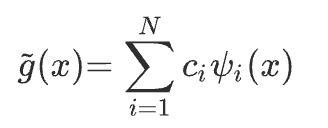 g̃(x)= ∑_{i=1}^{N} c_i ψ_i(x)